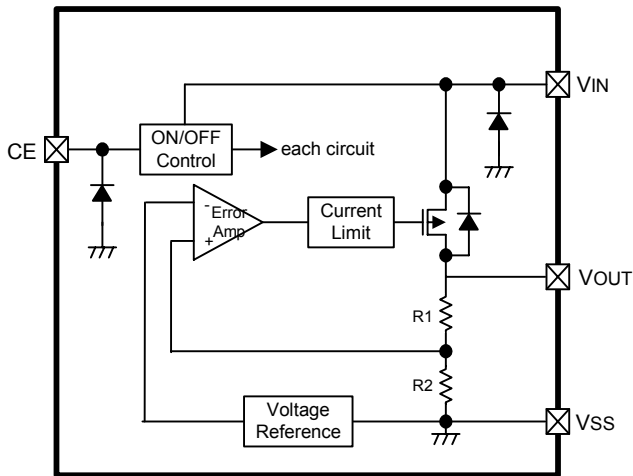 VIN
CE
ON/OFF
Control
each circuit
- Error
Amp
+
Current
Limit
VOUT
R1
R2
Voltage
Reference
VSS